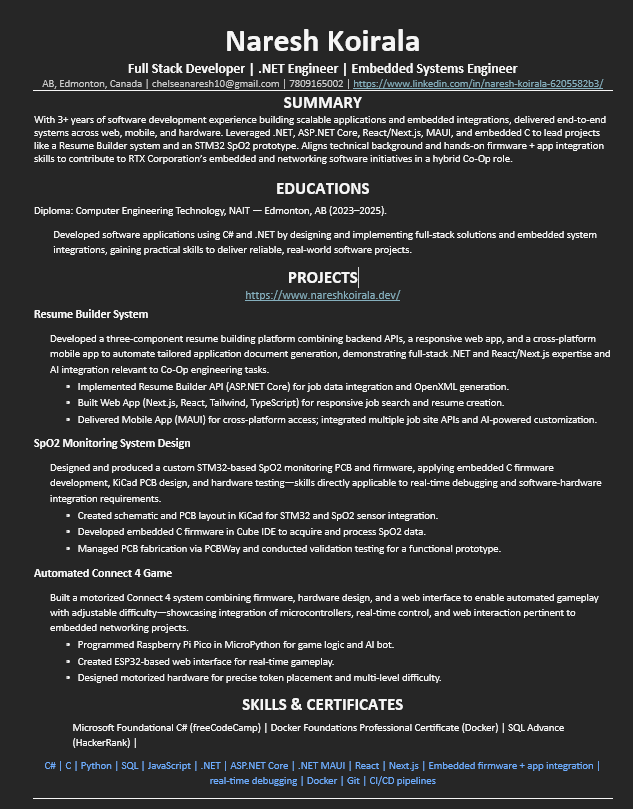 Naresh Koirala
Full Stack Developer | .NET Engineer | Embedded Systems Engineer
AB, Edmonton, Canada | chelseanaresh10@gmail.com | 7809165002 | https://www.linkedin.com/in/naresh-koirala-6205582b3/
SUMMARY
With 3+ years of software development experience building scalable applications and embedded integrations, delivered end-to-end
systems across web, mobile, and hardware. Leveraged .NET, ASP.NET Core, React/Next.js, MAUI, and embedded C to lead projects
like a Resume Builder system and an STM32 SpO2 prototype. Aligns technical background and hands-on firmware + app integration
skills to contribute to RTX Corporation's embedded and networking software initiatives in a hybrid Co-Op role.
EDUCATIONS
Diploma: Computer Engineering Technology, NAIT — Edmonton, AB (2023–2025).
Developed software applications using C# and .NET by designing and implementing full-stack solutions and embedded system
integrations, gaining practical skills to deliver reliable, real-world software projects.
PROJECTS
https://www.nareshkoirala.dev/
Resume Builder System
Developed a three-component resume building platform combining backend APIs, a responsive web app, and a cross-platform
mobile app to automate tailored application document generation, demonstrating full-stack .NET and React/Next.js expertise and
AI integration relevant to Co-Op engineering tasks.
• Implemented Resume Builder API (ASP.NET Core) for job data integration and OpenXML generation.
• Built Web App (Next.js, React, Tailwind, TypeScript) for responsive job search and resume creation.
• Delivered Mobile App (MAUI) for cross-platform access; integrated multiple job site APIs and AI-powered customization.
SpO2 Monitoring System Design
Designed and produced a custom STM32-based SpO2 monitoring PCB and firmware, applying embedded C firmware
development, KiCad PCB design, and hardware testing—skills directly applicable to real-time debugging and software-hardware
integration requirements.
• Created schematic and PCB layout in KiCad for STM32 and SpO2 sensor integration.
• Developed embedded C firmware in Cube IDE to acquire and process SpO2 data.
• Managed PCB fabrication via PCBWay and conducted validation testing for a functional prototype.
Automated Connect 4 Game
Built a motorized Connect 4 system combining firmware, hardware design, and a web interface to enable automated gameplay
with adjustable difficulty—showcasing integration of microcontrollers, real-time control, and web interaction pertinent to
embedded networking projects.
• Programmed Raspberry Pi Pico in MicroPython for game logic and AI bot.
• Created ESP32-based web interface for real-time gameplay.
• Designed motorized hardware for precise token placement and multi-level difficulty.
SKILLS & CERTIFICATES
Microsoft Foundational C# (freeCodeCamp) | Docker Foundations Professional Certificate (Docker) | SQL Advance
(HackerRank) |
C# | C | Python | SQL | JavaScript | .NET | ASP.NET Core | .NET MAUI | React | Next.js | Embedded firmware + app integration |
real-time debugging | Docker | Git | CI/CD pipelines